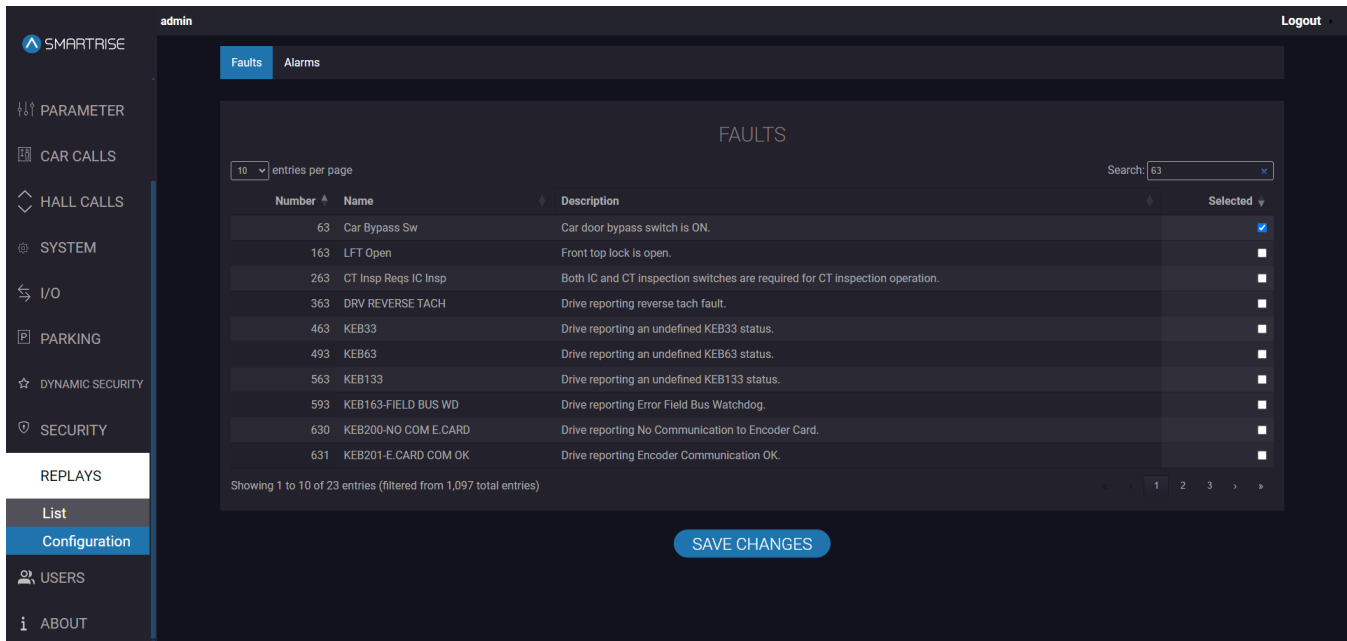 admin
Logout
SMARTRISE
Faults Alarms
PARAMETER
CAR CALLS
HALL CALLS
SYSTEM
I/O
PARKING
DYNAMIC SECURITY
SECURITY
REPLAYS
List
Configuration
USERS
ABOUT
FAULTS
10 entries per page
Search: 63
Number Name Description Selected
63 Car Bypass Sw Car door bypass switch is ON.
163 LFT Open Front top lock is open.
263 CT Insp Reqs IC Insp Both IC and CT inspection switches are required for CT inspection operation.
363 DRV REVERSE TACH Drive reporting reverse tach fault.
463 KEB33 Drive reporting an undefined KEB33 status.
493 KEB63 Drive reporting an undefined KEB63 status.
563 KEB133 Drive reporting an undefined KEB133 status.
593 KEB163-FIELD BUS WD Drive reporting Error Field Bus Watchdog.
630 KEB200-NO COM E.CARD Drive reporting No Communication to Encoder Card.
631 KEB201-E.CARD COM OK Drive reporting Encoder Communication OK.
Showing 1 to 10 of 23 entries (filtered from 1,097 total entries)
« ‹ 1 2 3 › »
SAVE CHANGES